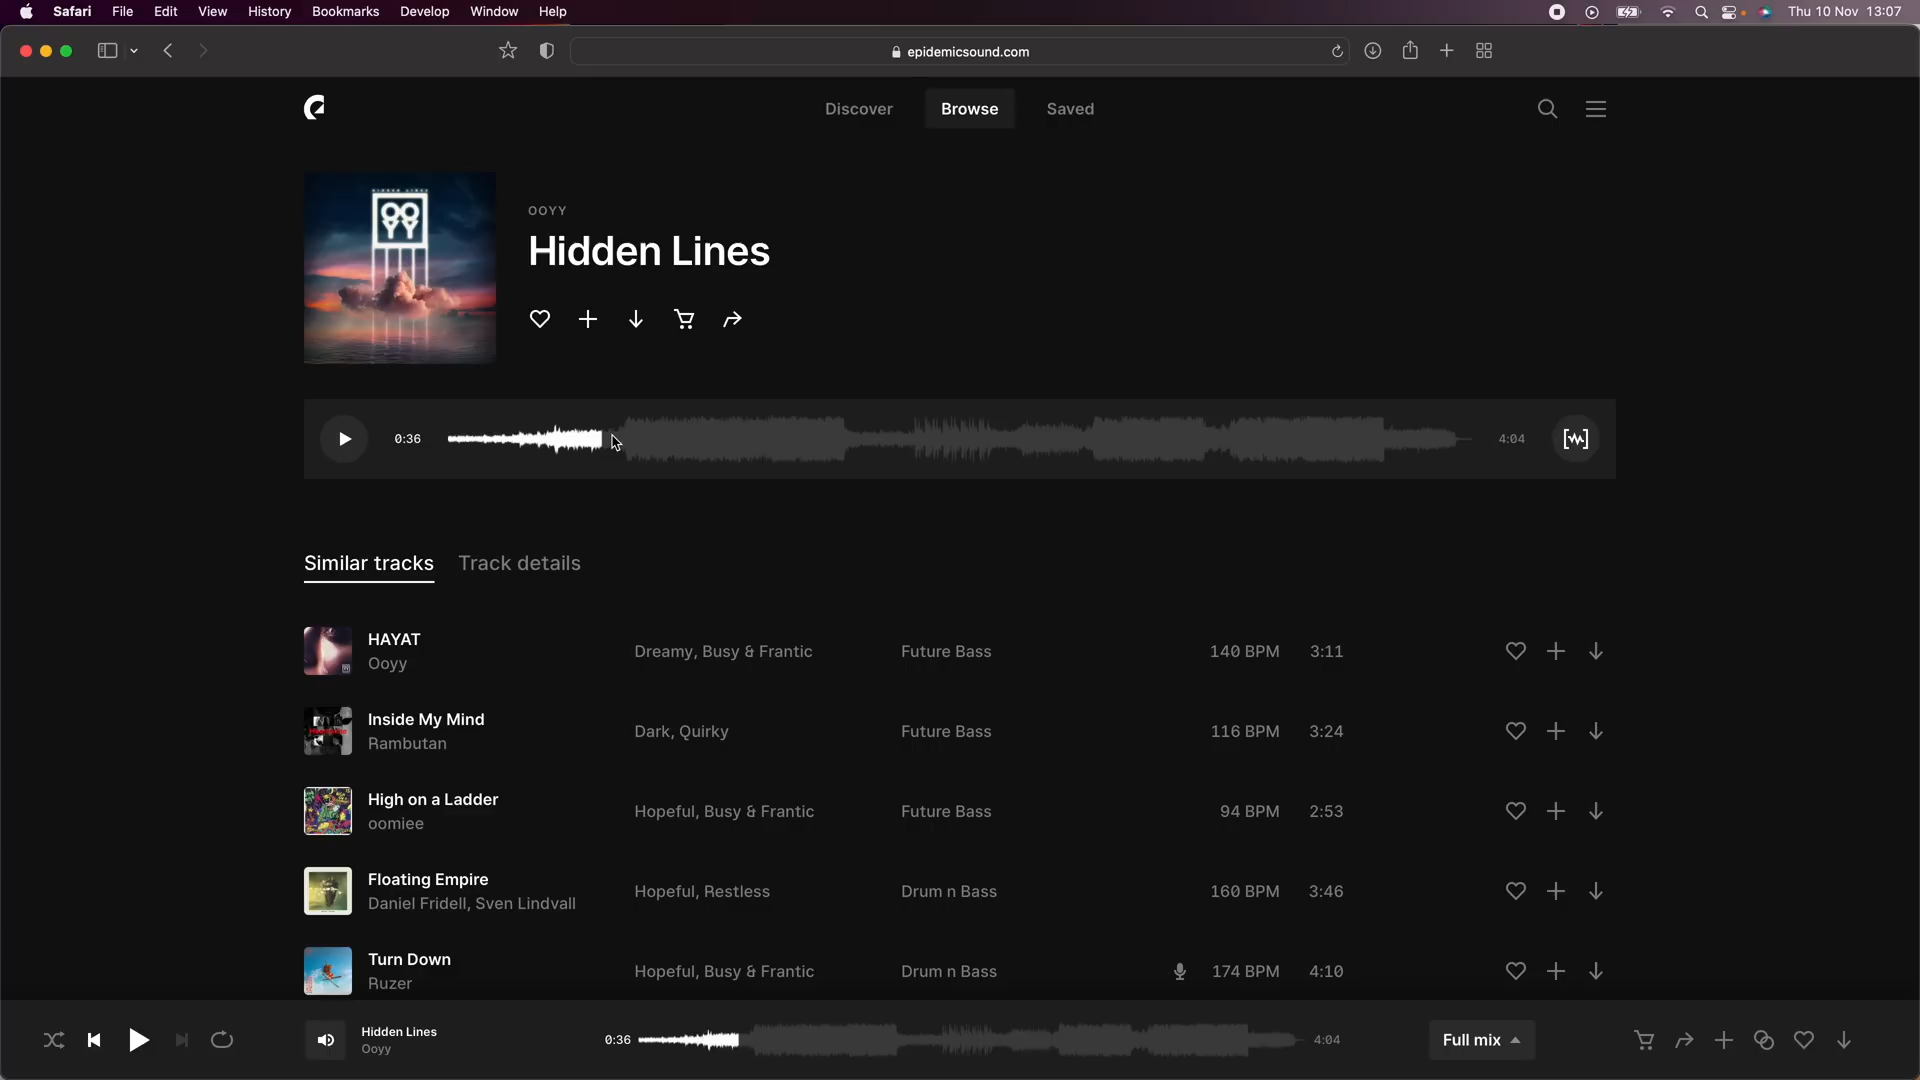 Safari File Edit View History Bookmarks Develop Window Help Thu 10 Nov 13:07
epidemicsound.com
Discover Browse Saved
HIDDEN LINES
OOYY
OOYY
Hidden Lines
0:36 4:04
Similar tracks Track details
HAYAT
Ooyy
Dreamy, Busy & Frantic Future Bass 140 BPM 3:11
Inside My Mind
Rambutan
Dark, Quirky Future Bass 116 BPM 3:24
High on a Ladder
oomiee
Hopeful, Busy & Frantic Future Bass 94 BPM 2:53
Floating Empire
Daniel Fridell, Sven Lindvall
Hopeful, Restless Drum n Bass 160 BPM 3:46
Turn Down
Ruzer
Hopeful, Busy & Frantic Drum n Bass 174 BPM 4:10
Hidden Lines
Ooyy
0:36 4:04 Full mix